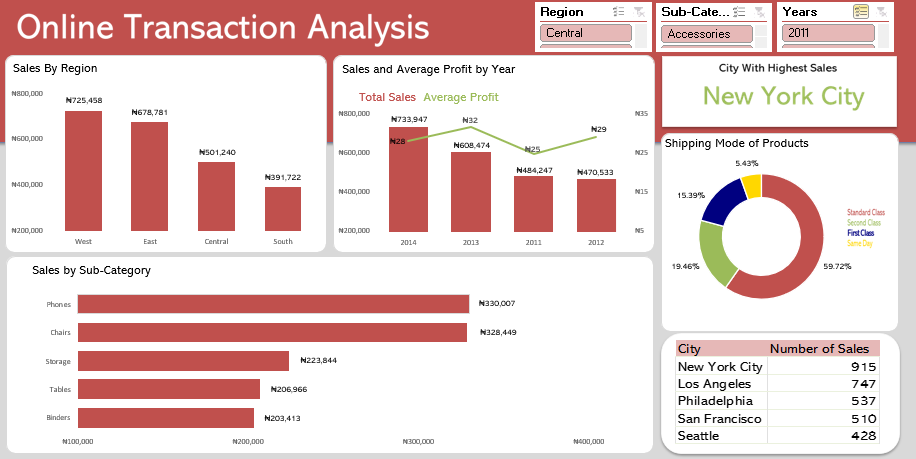 Online Transaction Analysis
Region
Central
Sub-Cate...
Accessories
Years
2011
Sales By Region
₦800,000
₦600,000
₦400,000
₦200,000
₦725,458
₦678,781
₦501,240
₦391,722
West East Central South
Sales and Average Profit by Year
Total Sales Average Profit
₦800,000
₦600,000
₦400,000
₦200,000
₦733,947
₦608,474
₦484,247
₦470,533
₦28
₦32
₦25
₦29
₦35
₦25
₦15
₦5
2014 2013 2011 2012
City With Highest Sales
New York City
Shipping Mode of Products
5.43%
15.39%
19.46%
59.72%
Standard Class
Second Class
First Class
Same Day
Sales by Sub-Category
Phones ₦330,007
Chairs ₦328,449
Storage ₦223,844
Tables ₦206,966
Binders ₦203,413
₦100,000 ₦200,000 ₦300,000 ₦400,000
City Number of Sales
New York City 915
Los Angeles 747
Philadelphia 537
San Francisco 510
Seattle 428